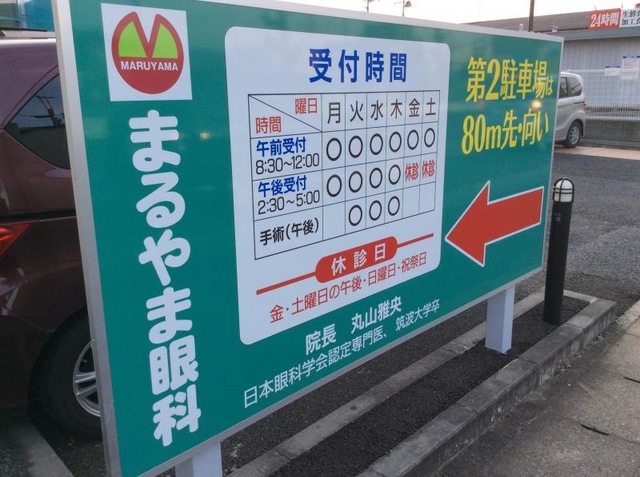 MARUYAMA
まるやま眼科
受付時間
曜日 月 火 水 木 金 土
時間
午前受付 ○ ○ ○ ○ ○ ○
8:30~12:00
午後受付 ○ ○ ○ ○ 休診 休診
2:30~5:00
手術(午後) ○ ○ ○
休診日
金・土曜日の午後・日曜日・祝祭日
院長 丸山雅央
日本眼科学会認定専門医、筑波大学卒
第2駐車場は
80m先・向い
24時間